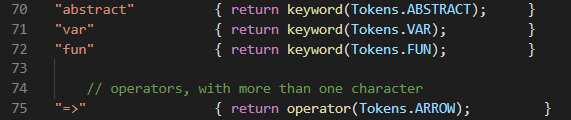 70 "abstract" { return keyword(Tokens.ABSTRACT); }
71 "var" { return keyword(Tokens.VAR); }
72 "fun" { return keyword(Tokens.FUN); }
73
74 // operators, with more than one character
75 "=>" { return operator(Tokens.ARROW); }